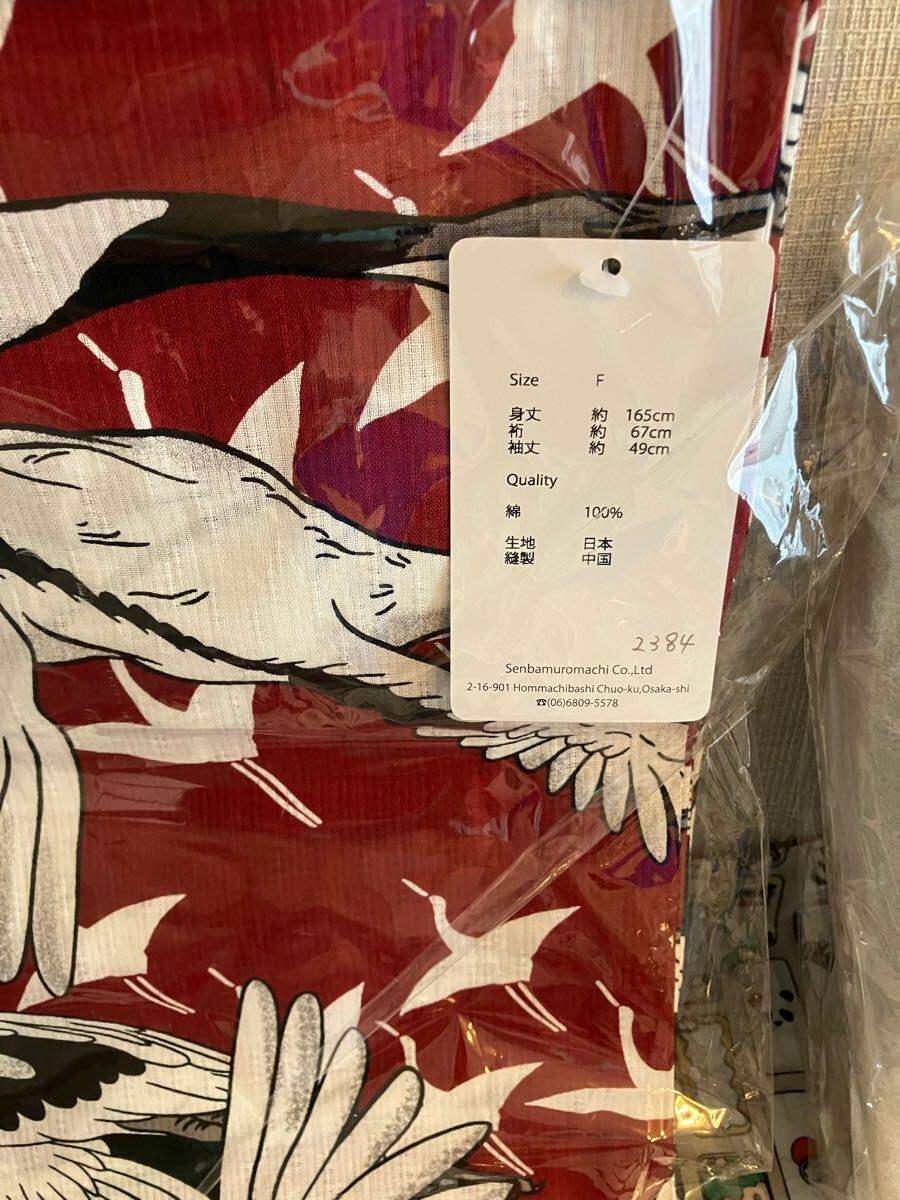 Size F
身丈 約 165cm
裄 約 67cm
袖丈 約 49cm
Quality
綿 100%
生地 日本
縫製 中国
2384
Senbamuromachi Co.,Ltd
2-16-901 Hommachibashi Chuo-ku,Osaka-shi
☎(06)6809-5578